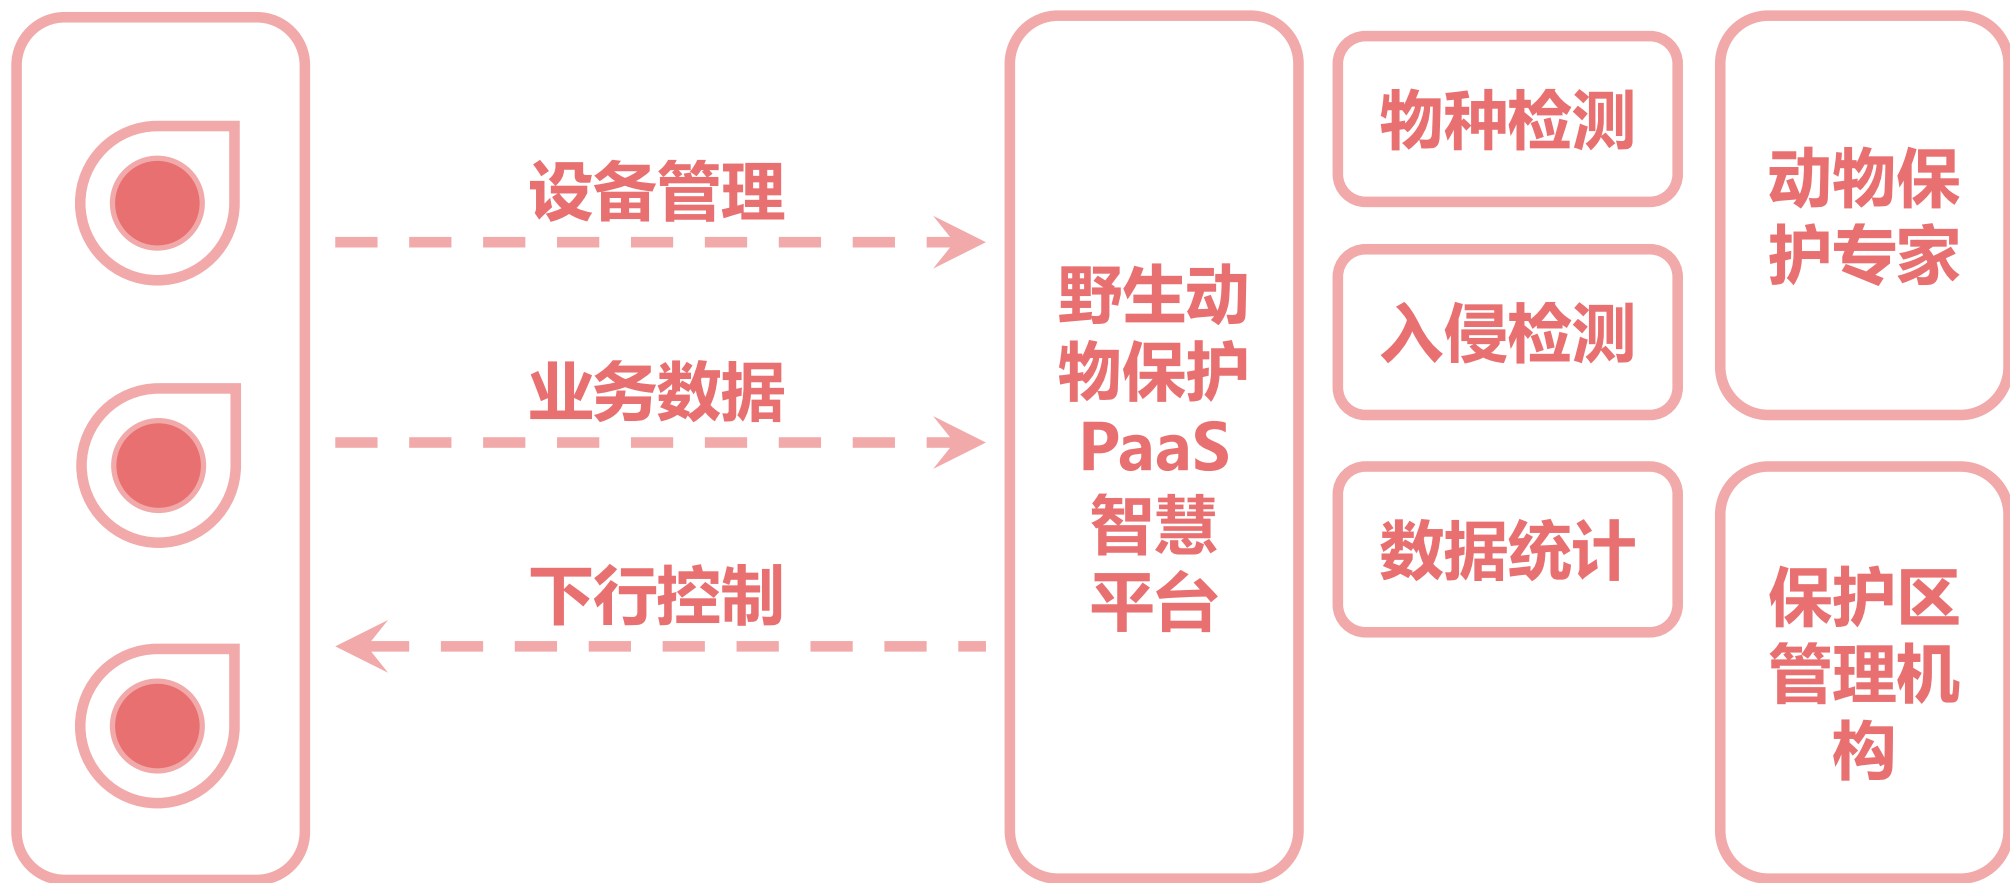 设备管理
业务数据
下行控制
野生动
物保护
PaaS
智慧
平台
物种检测
入侵检测
数据统计
动物保
护专家
保护区
管理机
构